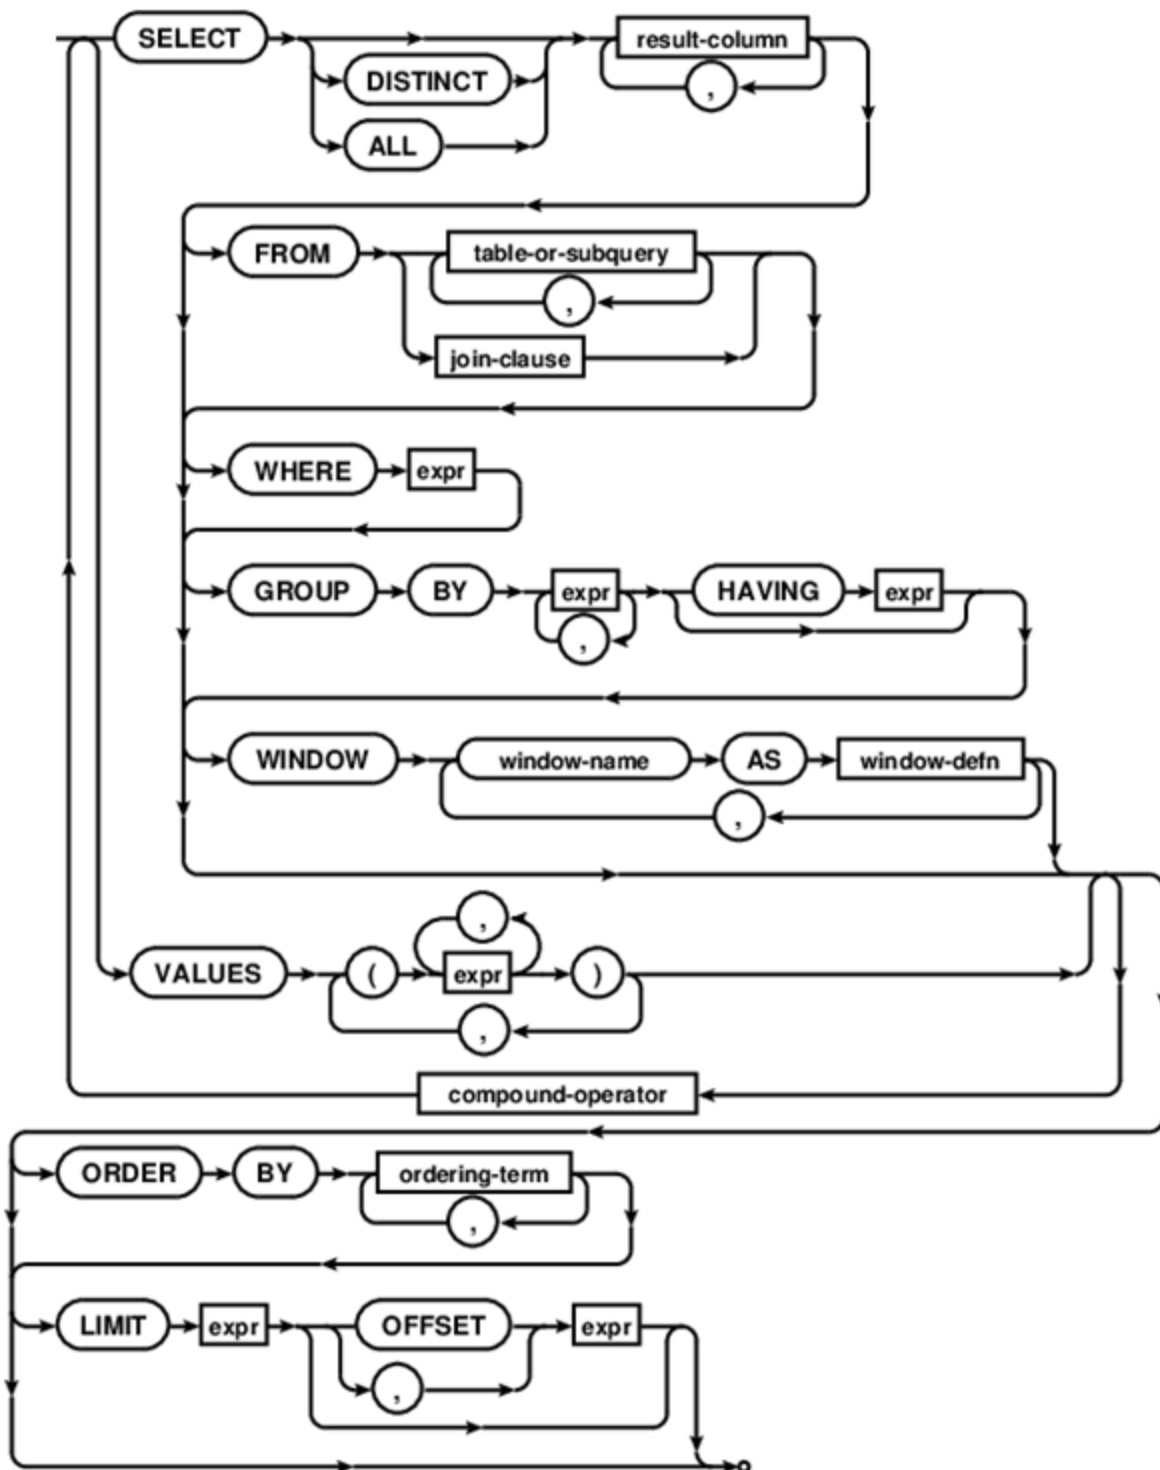 SELECT result-column
DISTINCT ,
ALL
FROM table-or-subquery
,
join-clause
WHERE expr
GROUP BY expr HAVING expr
,
WINDOW window-name AS window-defn
,
,
VALUES ( expr )
,
compound-operator
ORDER BY ordering-term
,
LIMIT expr OFFSET expr
,